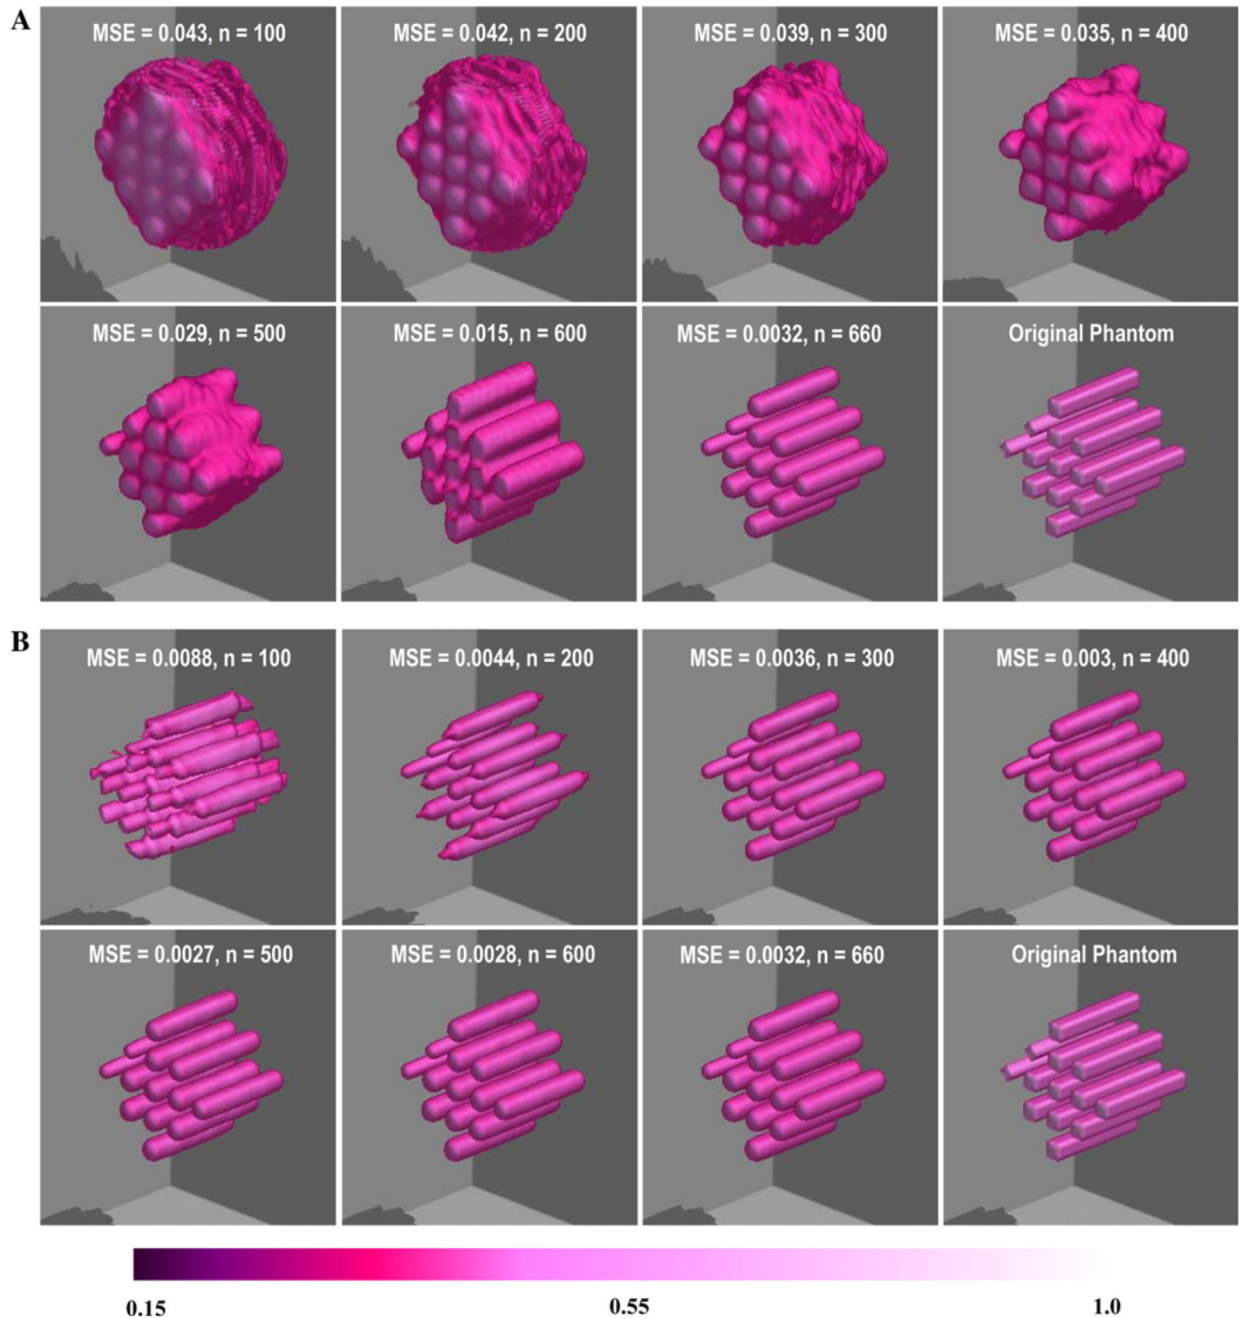 A
MSE = 0.043, n = 100
MSE = 0.042, n = 200
MSE = 0.039, n = 300
MSE = 0.035, n = 400
MSE = 0.029, n = 500
MSE = 0.015, n = 600
MSE = 0.0032, n = 660
Original Phantom
B
MSE = 0.0088, n = 100
MSE = 0.0044, n = 200
MSE = 0.0036, n = 300
MSE = 0.003, n = 400
MSE = 0.0027, n = 500
MSE = 0.0028, n = 600
MSE = 0.0032, n = 660
Original Phantom
0.15
0.55
1.0